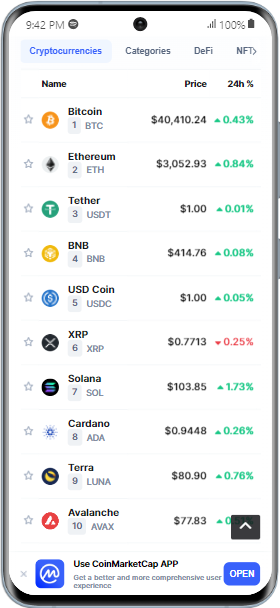 9:42 PM 100%
Cryptocurrencies Categories DeFi NFT
Name Price 24h %
Bitcoin
1 BTC $40,410.24 0.43%
Ethereum
2 ETH $3,052.93 0.84%
Tether
3 USDT $1.00 0.01%
BNB
4 BNB $414.76 0.08%
USD Coin
5 USDC $1.00 0.05%
XRP
6 XRP $0.7713 0.25%
Solana
7 SOL $103.85 1.73%
Cardano
8 ADA $0.9448 0.26%
Terra
9 LUNA $80.90 0.76%
Avalanche
10 AVAX $77.83
Use CoinMarketCap APP
Get a better and more comprehensive user
experience
OPEN